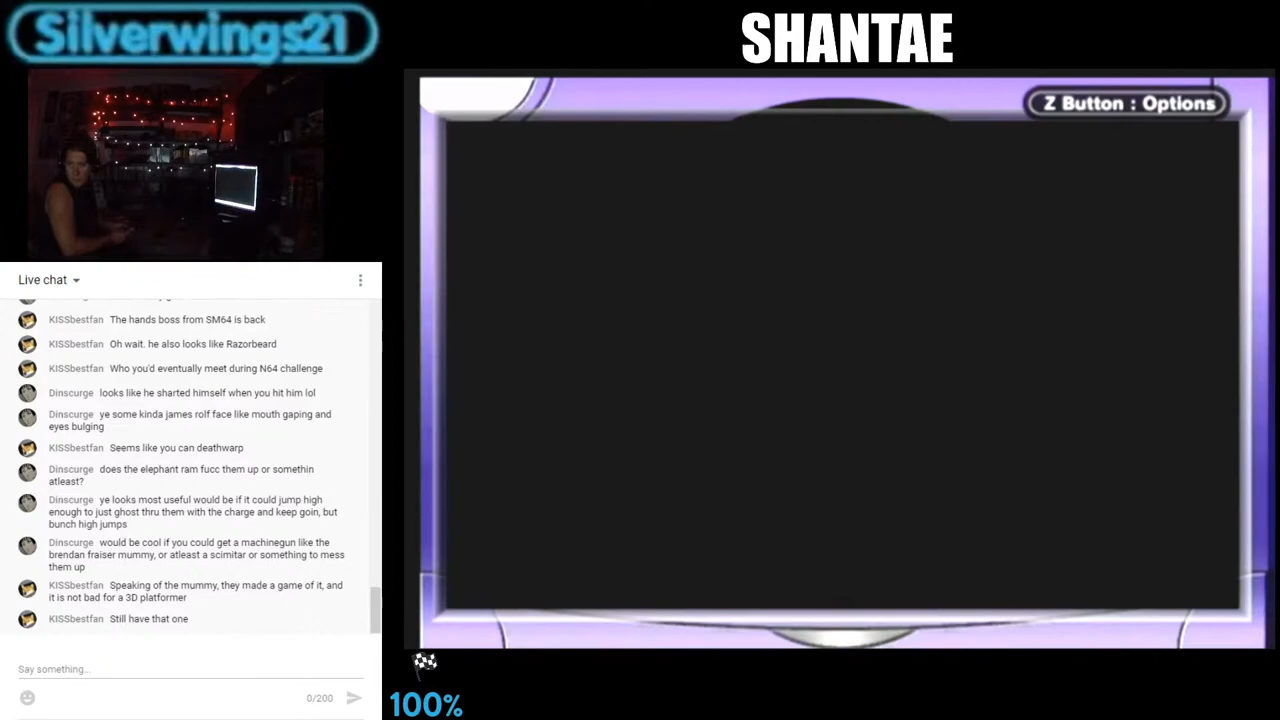 Silverwings21
SHANTAE
Z Button : Options
Live chat
KISSbestfan The hands boss from SM64 is back
KISSbestfan Oh wait. he also looks like Razorbeard
KISSbestfan Who you'd eventually meet during N64 challenge
Dinscurge looks like he sharted himself when you hit him lol
Dinscurge ye some kinda james rolf face like mouth gaping and
eyes bulging
KISSbestfan Seems like you can deathwarp
Dinscurge does the elephant ram fucc them up or somethin
atleast?
Dinscurge ye looks most useful would be if it could jump high
enough to just ghost thru them with the charge and keep goin, but
bunch high jumps
Dinscurge would be cool if you could get a machinegun like the
brendan fraiser mummy, or atleast a scimitar or something to mess
them up
KISSbestfan Speaking of the mummy, they made a game of it, and
it is not bad for a 3D platformer
KISSbestfan Still have that one
Say something...
0/200
100%